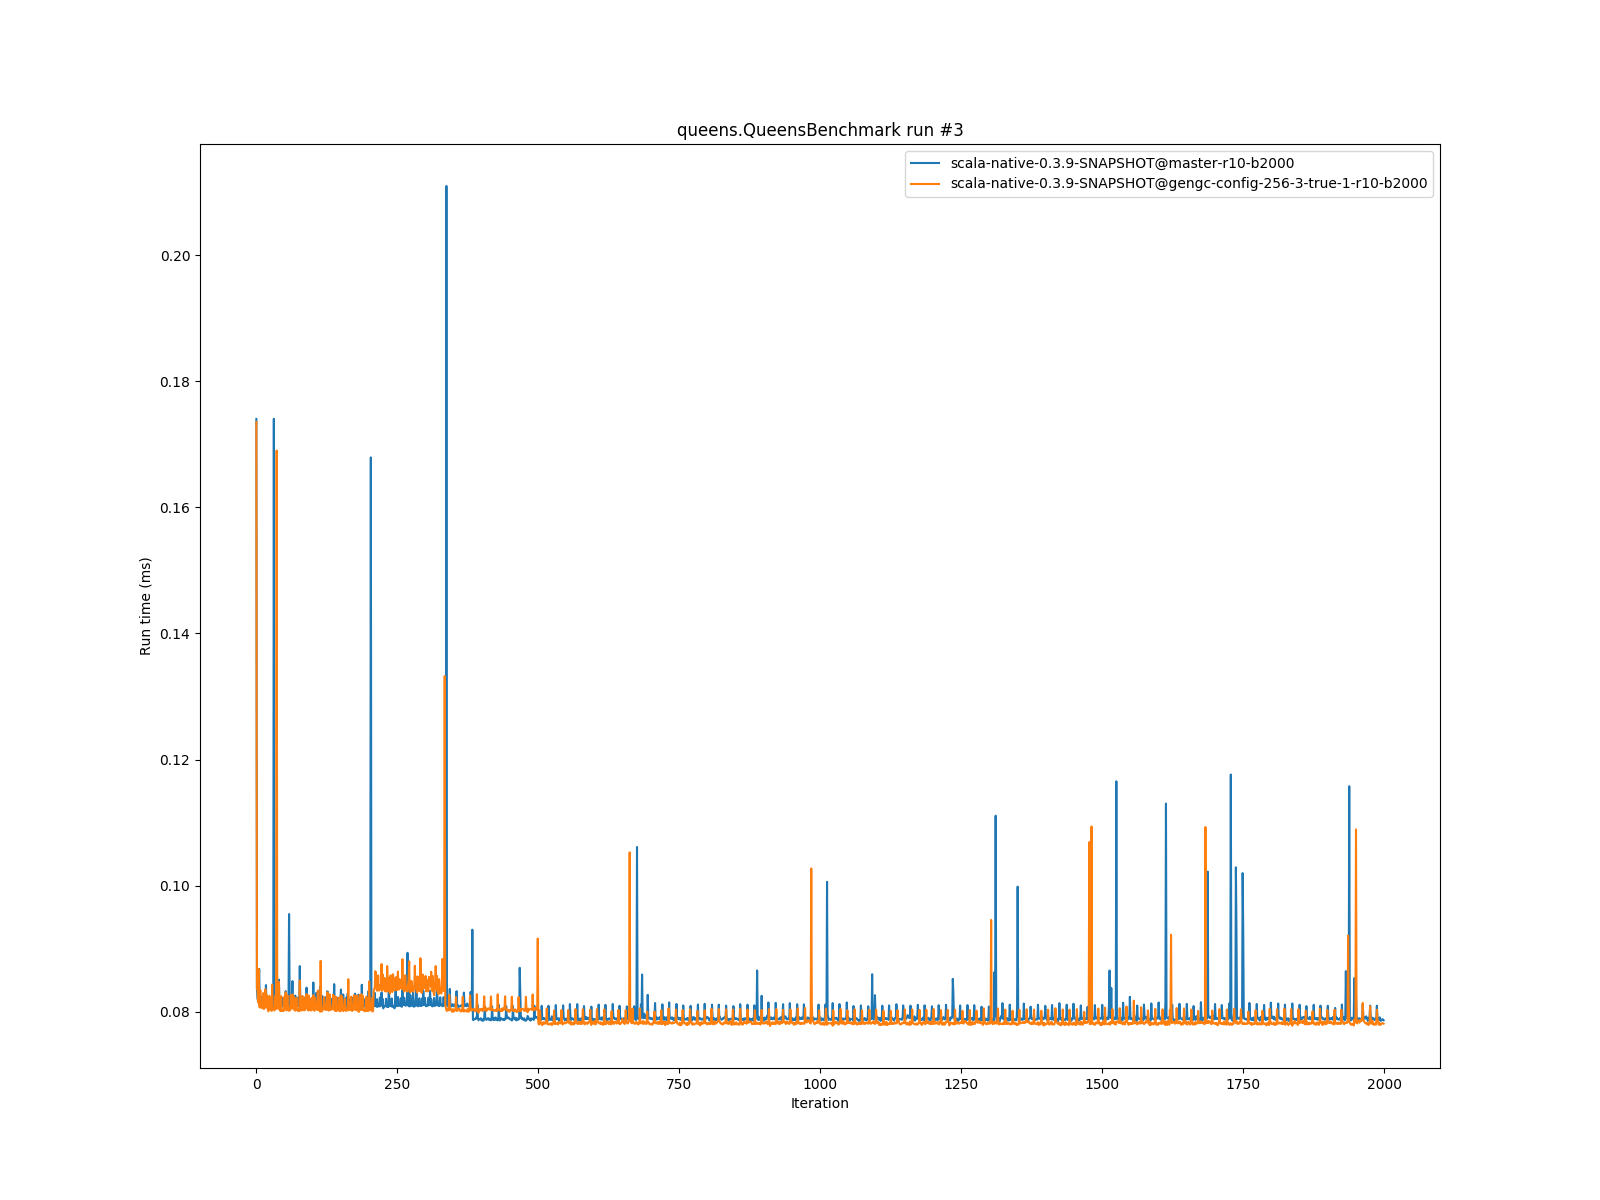 queens.QueensBenchmark run #3
scala-native-0.3.9-SNAPSHOT@master-r10-b2000
scala-native-0.3.9-SNAPSHOT@gengc-config-256-3-true-1-r10-b2000
0.20
0.18
0.16
0.14
0.12
0.10
0.08
Run time (ms)
0 250 500 750 1000 1250 1500 1750 2000
Iteration